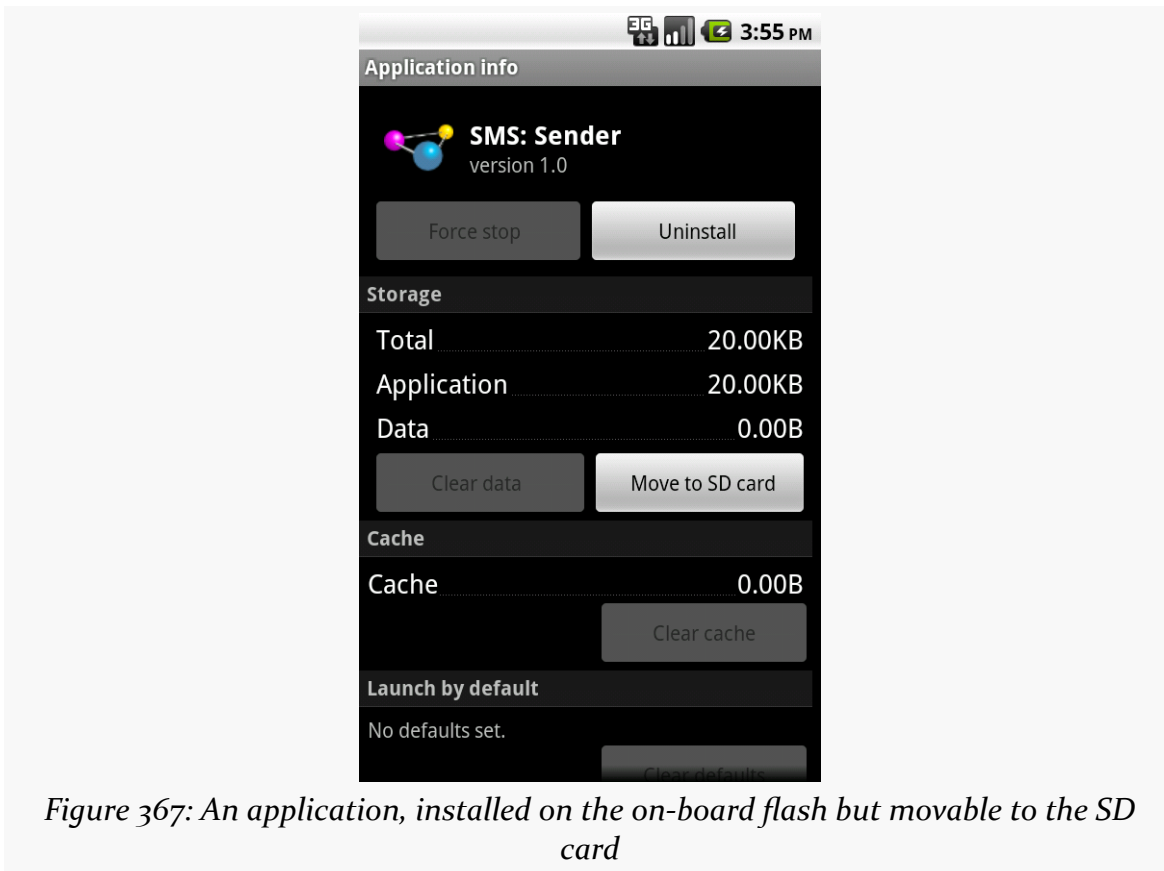 3G 3:55 PM
Application info
SMS: Sender
version 1.0
Force stop Uninstall
Storage
Total 20.00KB
Application 20.00KB
Data 0.00B
Clear data Move to SD card
Cache
Cache 0.00B
Clear cache
Launch by default
No defaults set.
Clear defaults
Figure 367: An application, installed on the on-board flash but movable to the SD
card